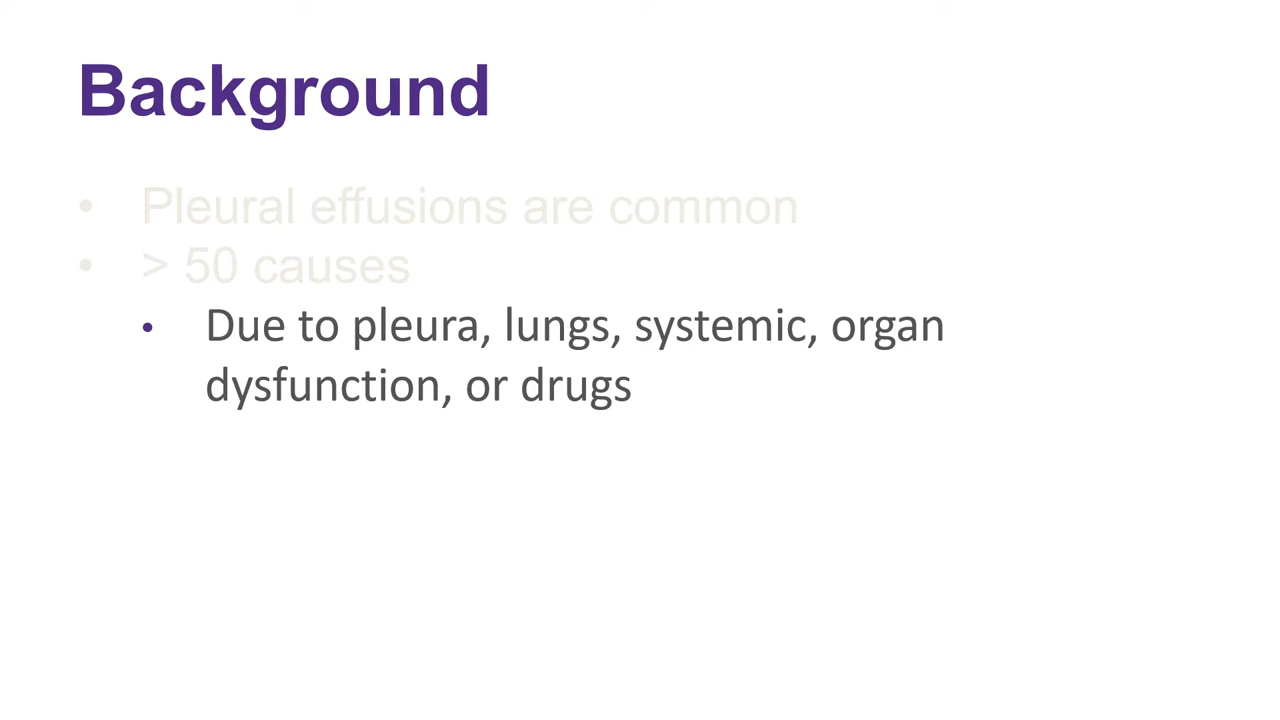 Background
• Pleural effusions are common
• > 50 causes
• Due to pleura, lungs, systemic, organ
dysfunction, or drugs